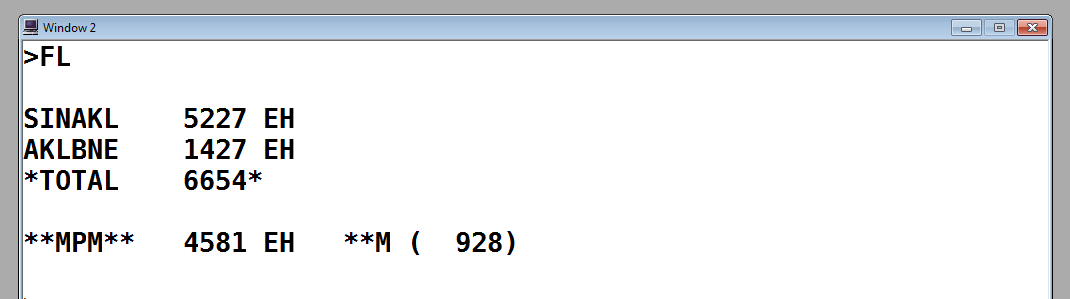 Window 2
>FL
SINAKL 5227 EH
AKLBNE 1427 EH
*TOTAL 6654*
**MPM** 4581 EH **M ( 928)